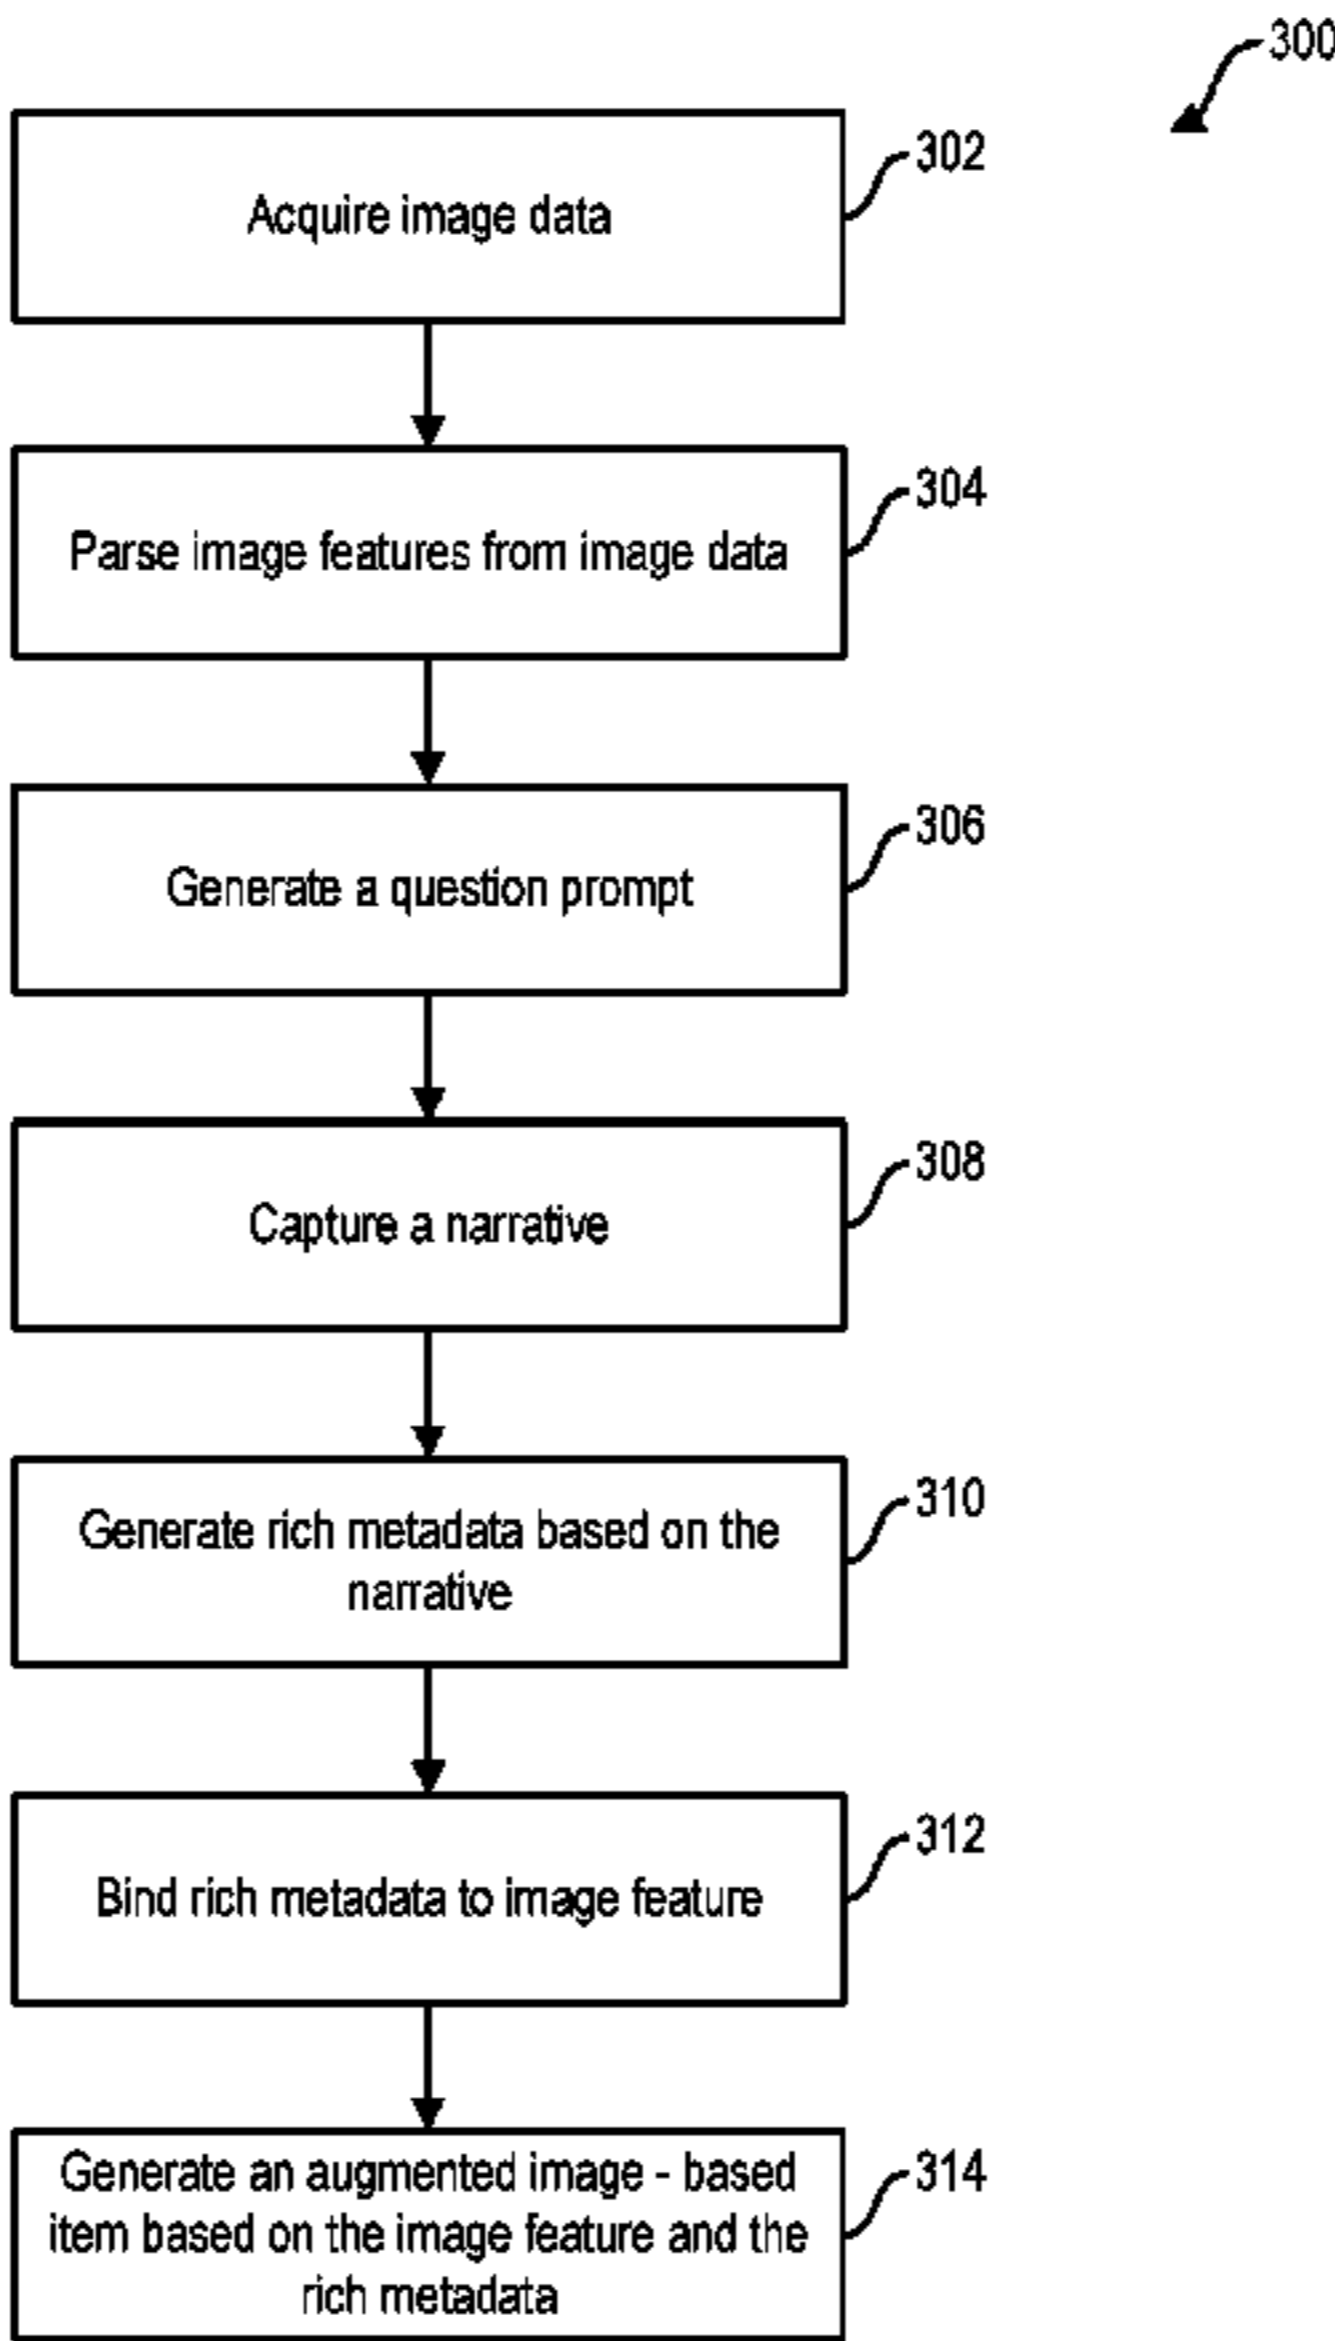 300
Acquire image data
302
Parse image features from image data
304
Generate a question prompt
306
Capture a narrative
308
Generate rich metadata based on the
narrative
310
Bind rich metadata to image feature
312
Generate an augmented image - based
item based on the image feature and the
rich metadata
314